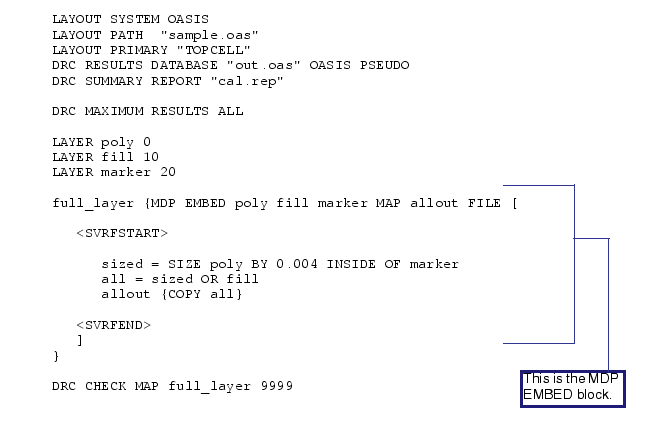 LAYOUT SYSTEM OASIS
LAYOUT PATH "sample.oas"
LAYOUT PRIMARY "TOPCELL"
DRC RESULTS DATABASE "out.oas" OASIS PSEUDO
DRC SUMMARY REPORT "cal.rep"
DRC MAXIMUM RESULTS ALL
LAYER poly 0
LAYER fill 10
LAYER marker 20
full_layer {MDP EMBED poly fill marker MAP allout FILE [
<SVRFSTART>
sized = SIZE poly BY 0.004 INSIDE OF marker
all = sized OR fill
allout {COPY all}
<SVRFEND>
]
}
DRC CHECK MAP full_layer 9999
This is the MDP
EMBED block.